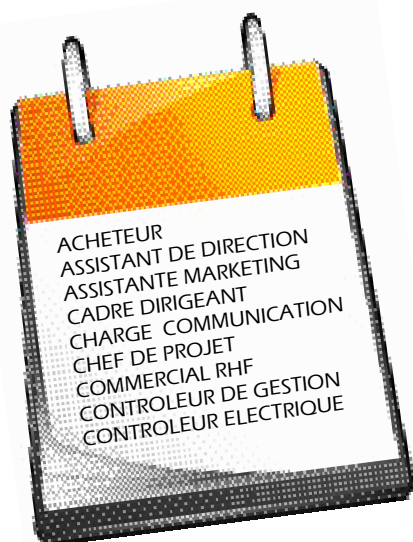 ACHETEUR
ASSISTANT DE DIRECTION
ASSISTANTE MARKETING
CADRE DIRIGEANT
CHARGE COMMUNICATION
CHEF DE PROJET
COMMERCIAL RHF
CONTROLEUR DE GESTION
CONTROLEUR ELECTRIQUE